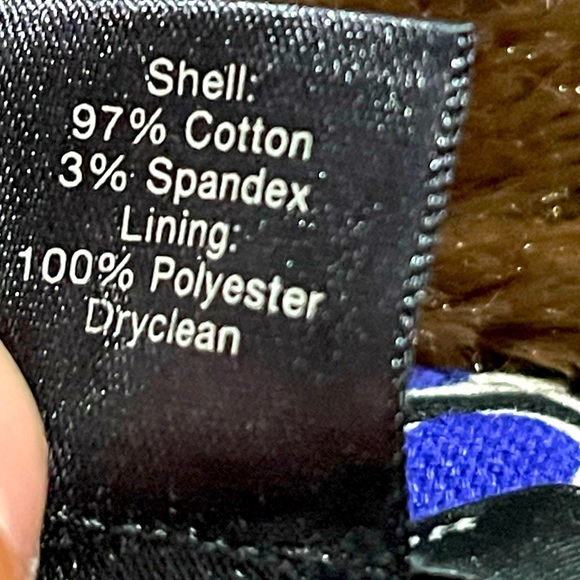 Shell:
97% Cotton
3% Spandex
Lining:
100% Polyester
Dryclean